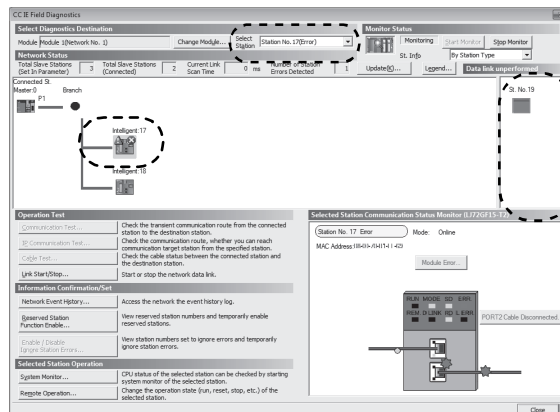 CC IE Field Diagnostics
Select Diagnostics Destination
Monitor Status
Module Module 1(Network No. 1)
Change Module...
Select Station
Station No.17(Error)
Monitoring
Start Monitor
Stop Monitor
Network Status
St. Info
By Station Type
Total Slave Stations (Set In Parameter) 3
Total Slave Stations (Connected) 2
Current Link Scan Time 0 ms
Number of Station Errors Detected 1
Update(K)...
Legend...
Data link unperformed
Connected St.
Master:0
Branch
P1
St. No.19
Intelligent:17
Intelligent:18
Operation Test
Communication Test...
Check the transient communication route from the connected
station to the destination station.
IP Communication Test...
Check the communication route, whether you can reach
communication target station from the specified station.
Cable Test...
Check the cable status between the connected station and
the destination station.
Link Start/Stop...
Start or stop the network data link.
Information Confirmation/Set
Network Event History...
Access the network the event history log.
Reserved Station
Function Enable...
View reserved station numbers and temporarily enable
reserved stations.
Enable / Disable
Ignore Station Errors...
View station numbers set to ignore errors and temporarily
ignore station errors.
Selected Station Operation
System Monitor...
CPU status of the selected station can be checked by starting
system monitor of the selected station.
Remote Operation...
Change the operation state (run, reset, stop, etc.) of the
selected station.
Selected Station Communication Status Monitor (LJ72GF15-T2)
Station No. 17 Error
Mode: Online
MAC Address:
Module Error...
RUN MODE SD ERR.
REM D LINK RD L ERR
PORT2 Cable Disconnected
Close